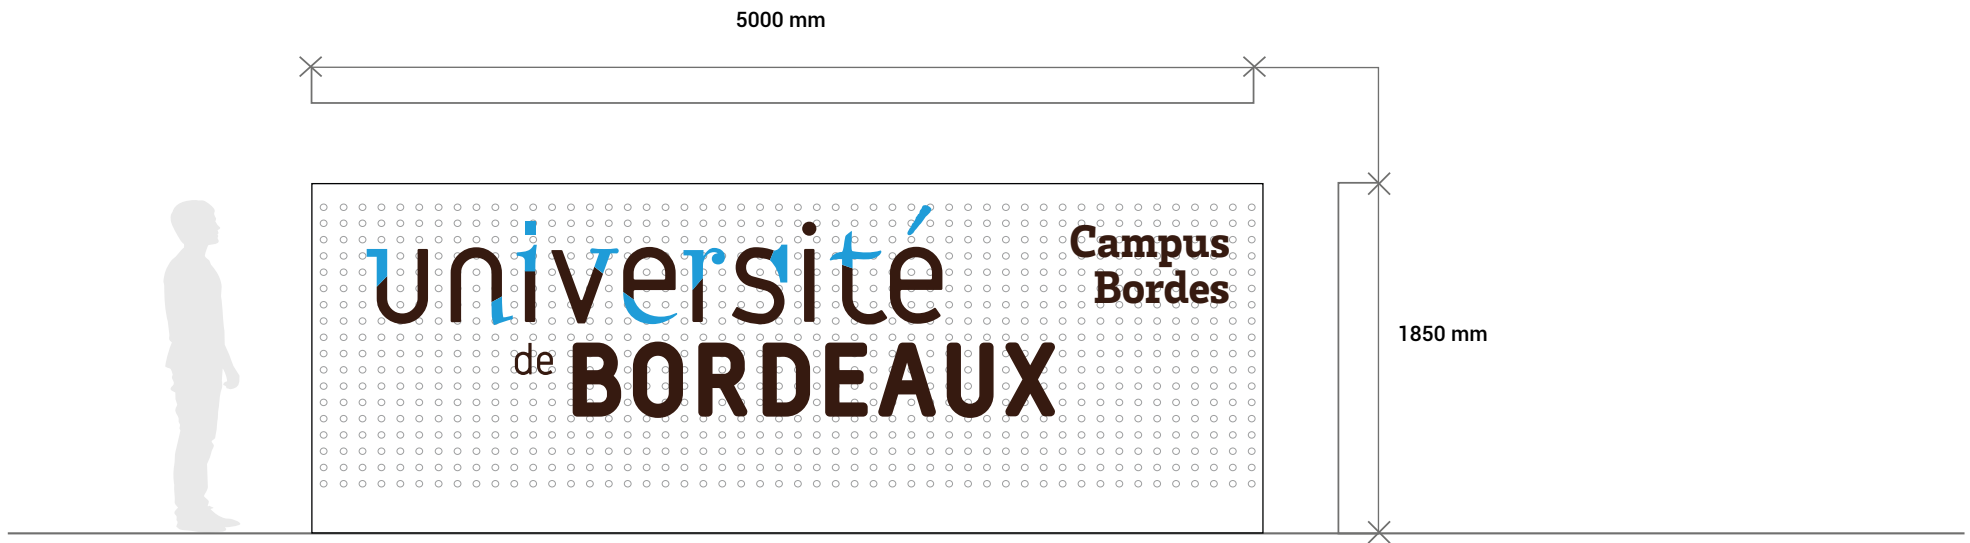 5000 mm
université
de BORDEAUX
Campus
Bordes
1850 mm